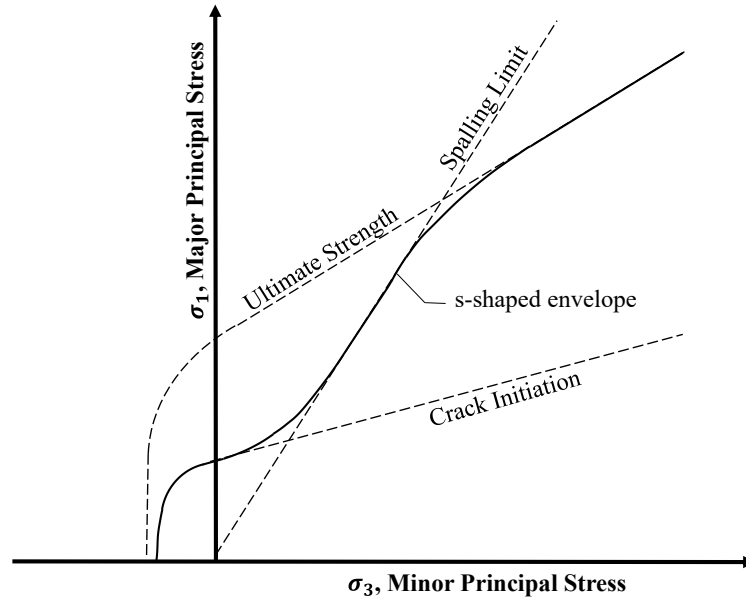 σ₁, Major Principal Stress
Spalling Limit
Ultimate Strength
s-shaped envelope
Crack Initiation
σ₃, Minor Principal Stress